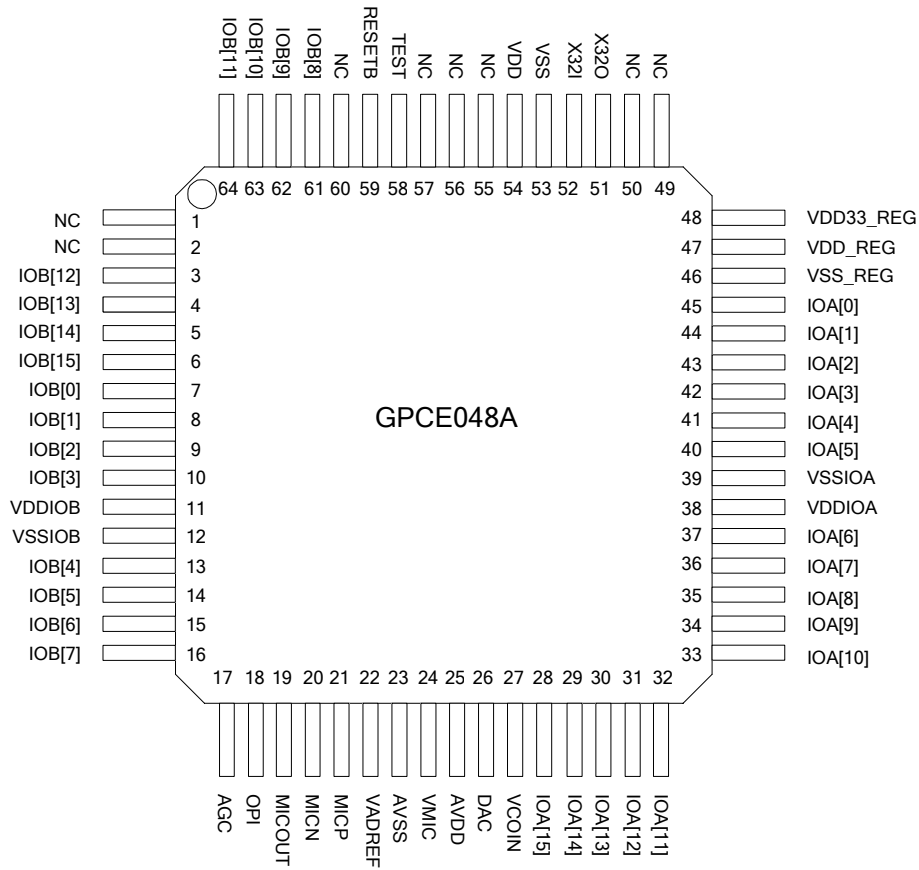 IOB[11] IOB[10] IOB[9] IOB[8] NC RESETB TEST NC NC NC VDD VSS X32I X32O NC NC
64 63 62 61 60 59 58 57 56 55 54 53 52 51 50 49
NC 1 48 VDD33_REG
NC 2 47 VDD_REG
IOB[12] 3 46 VSS_REG
IOB[13] 4 45 IOA[0]
IOB[14] 5 44 IOA[1]
IOB[15] 6 43 IOA[2]
IOB[0] 7 42 IOA[3]
IOB[1] 8 GPCE048A 41 IOA[4]
IOB[2] 9 40 IOA[5]
IOB[3] 10 39 VSSIOA
VDDIOB 11 38 VDDIOA
VSSIOB 12 37 IOA[6]
IOB[4] 13 36 IOA[7]
IOB[5] 14 35 IOA[8]
IOB[6] 15 34 IOA[9]
IOB[7] 16 33 IOA[10]
17 18 19 20 21 22 23 24 25 26 27 28 29 30 31 32
AGC OPI MICOUT MICN MICP VADREF AVSS VMIC AVDD DAC VCOIN IOA[15] IOA[14] IOA[13] IOA[12] IOA[11]